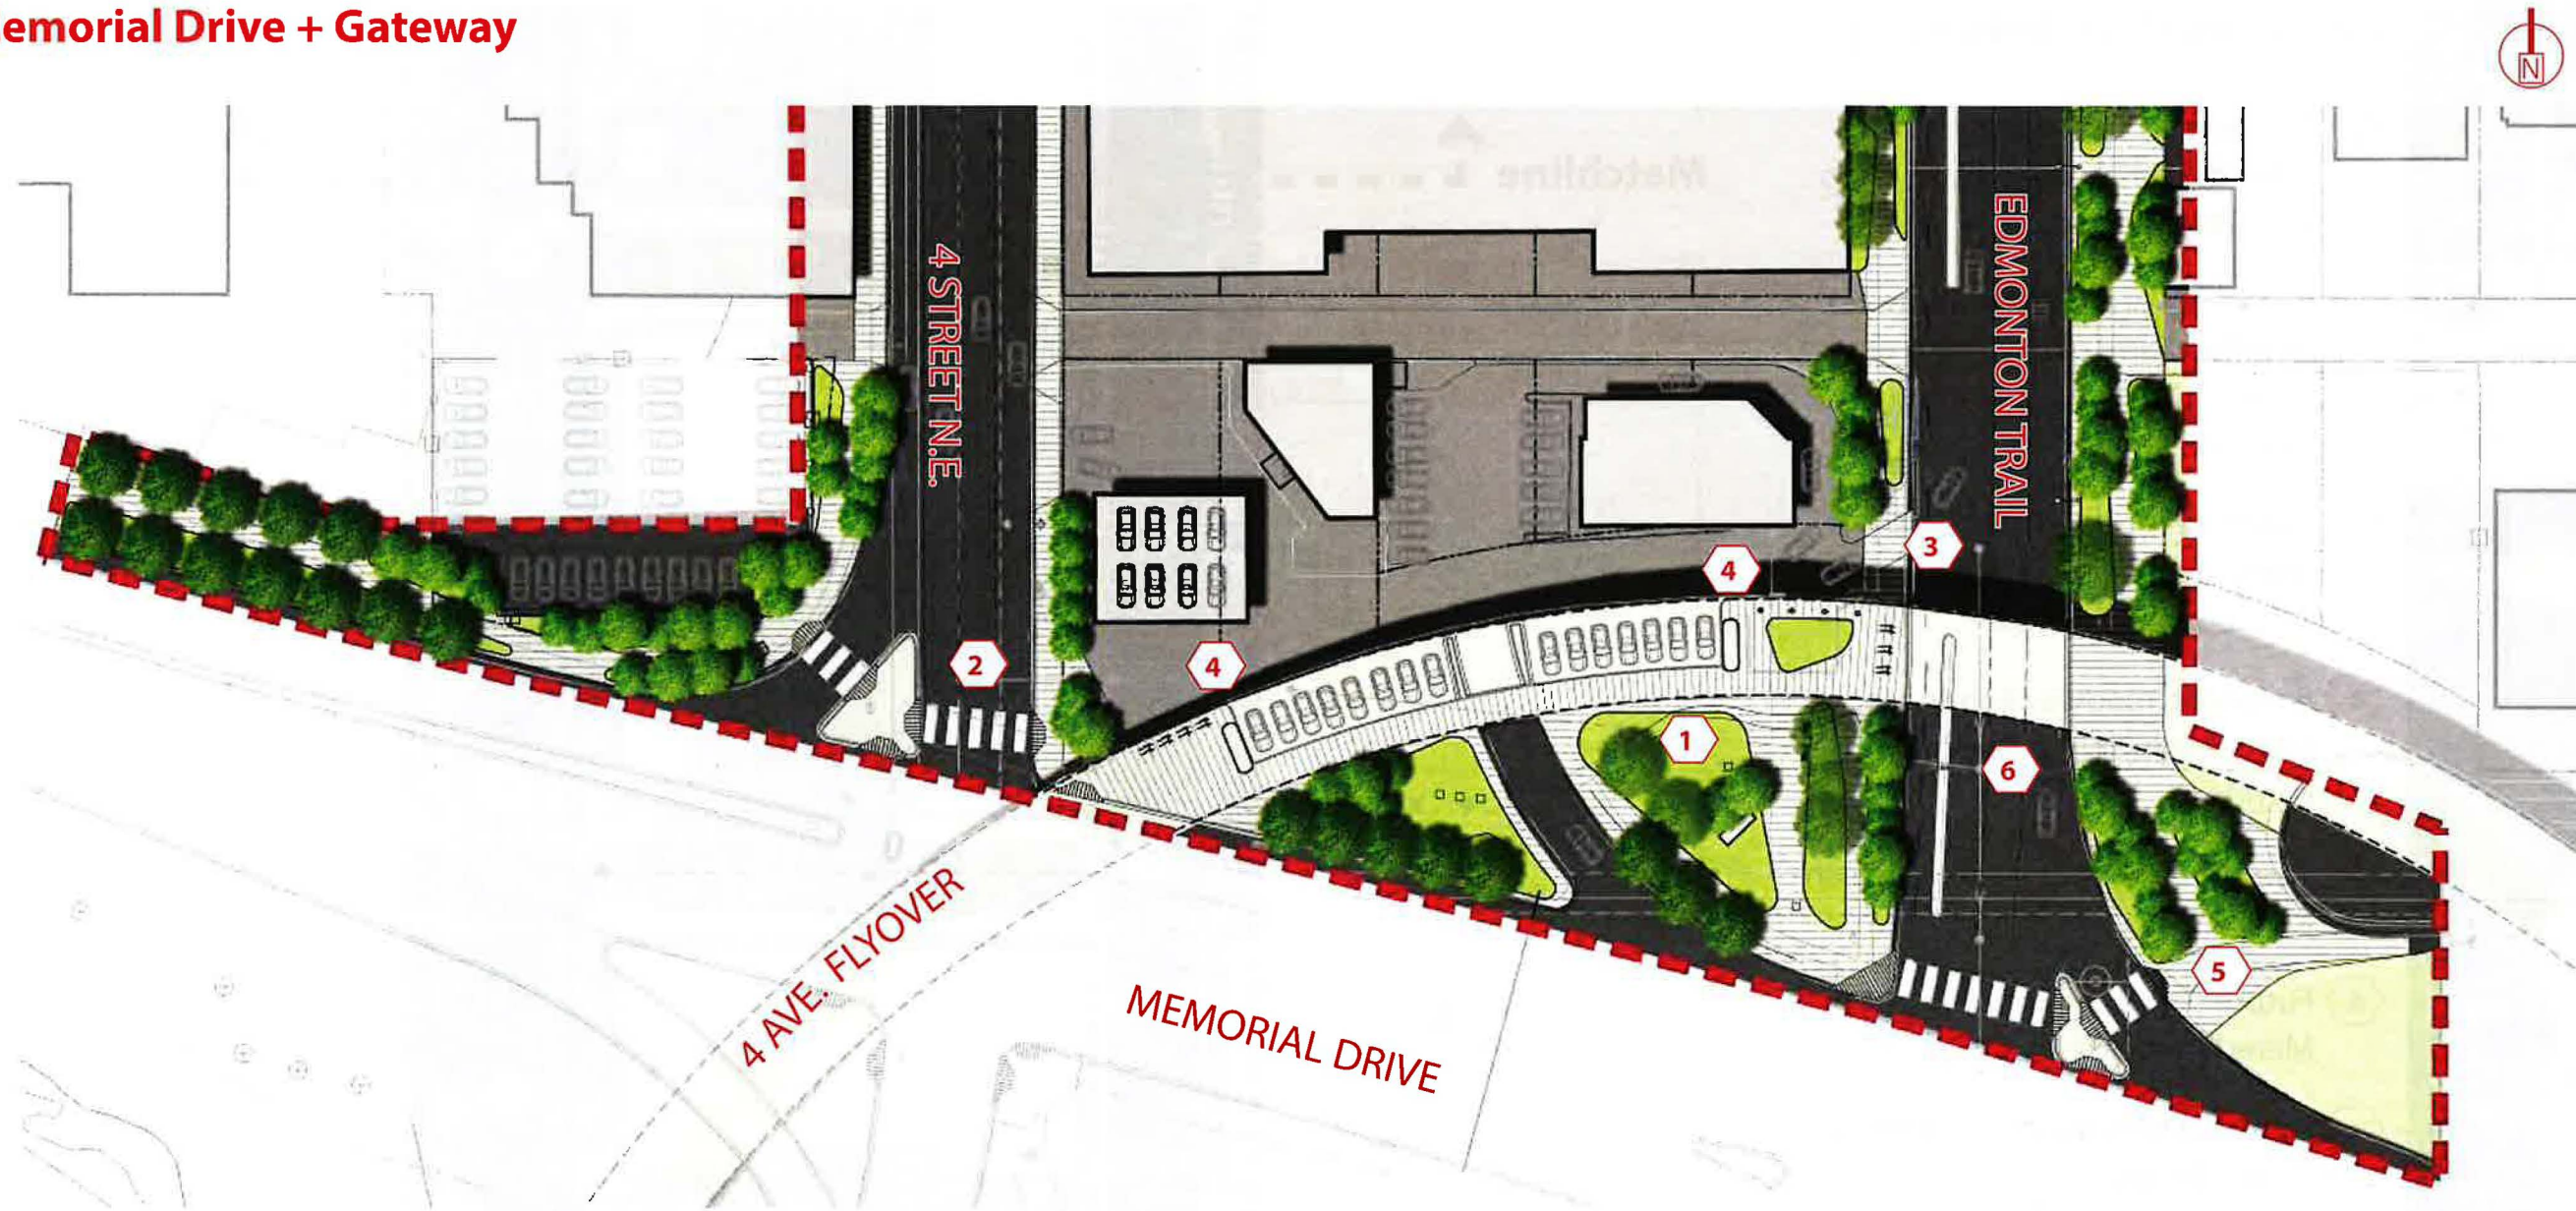 emorial Drive + Gateway
N
Matchline
4 STREET N.E.
EDMONTON TRAIL
3
4
2
4
1
6
5
4 AVE. FLYOVER
MEMORIAL DRIVE